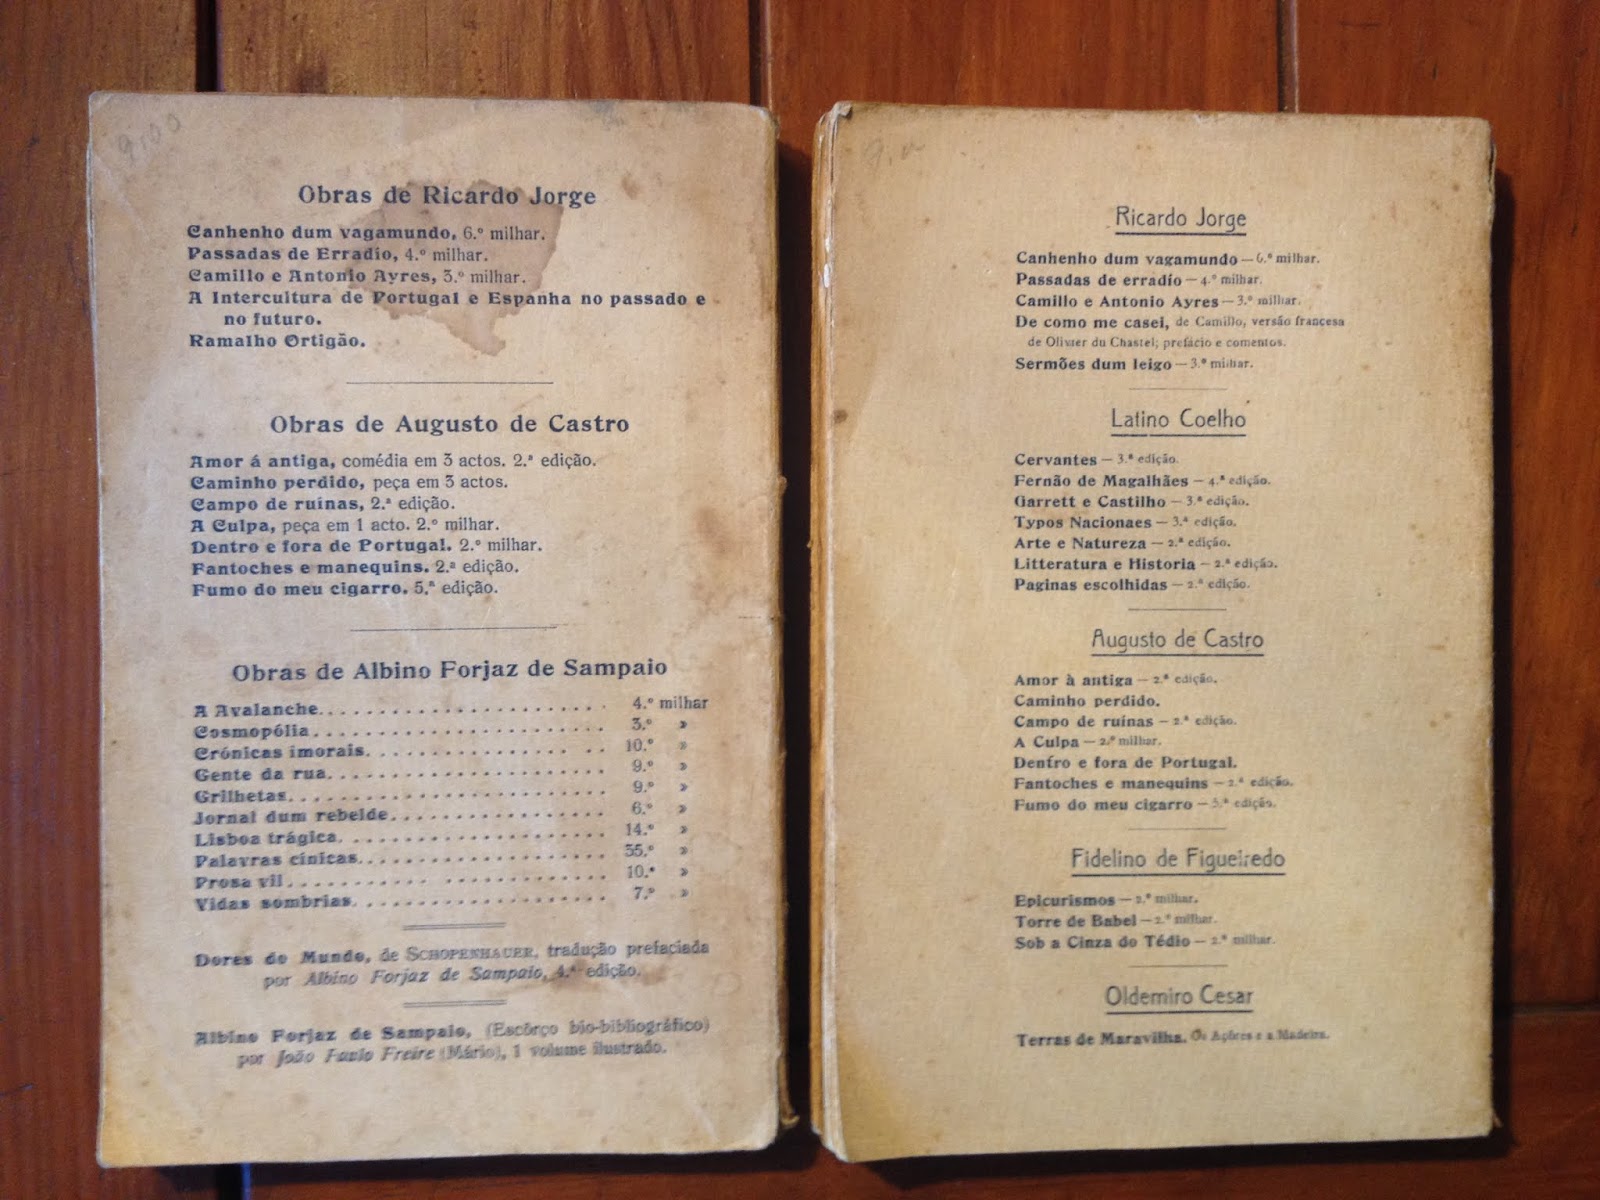 9.00
Obras de Ricardo Jorge
Canhenho dum vagamundo, 6.º milhar.
Passadas de Erradio, 4.º milhar.
Camillo e Antonio Ayres, 3.º milhar.
A Intercultura de Portugal e Espanha no passado e
no futuro.
Ramalho Ortigão.
Obras de Augusto de Castro
Amor á antiga, comédia em 3 actos. 2.ª edição.
Caminho perdido, peça em 3 actos.
Campo de ruínas, 2.ª edição.
A Culpa, peça em 1 acto. 2.º milhar.
Dentro e fora de Portugal. 2.º milhar.
Fantoches e manequins. 2.ª edição.
Fumo do meu cigarro. 5.ª edição.
Obras de Albino Forjaz de Sampaio
A Avalanche. . . . . . . . . . . . . . . . . . . . . . . 4.º milhar
Cosmopólia . . . . . . . . . . . . . . . . . . . . . . . 3.º »
Crónicas imorais. . . . . . . . . . . . . . . . . . . . 10.º »
Gente da rua. . . . . . . . . . . . . . . . . . . . . . 9.º »
Grilhetas. . . . . . . . . . . . . . . . . . . . . . . . 9.º »
Jornal dum rebelde. . . . . . . . . . . . . . . . . . 6.º »
Lisboa trágica. . . . . . . . . . . . . . . . . . . . . 14.º »
Palavras cínicas. . . . . . . . . . . . . . . . . . . . 35.º »
Prosa vil . . . . . . . . . . . . . . . . . . . . . . . . 10.º »
Vidas sombrias. . . . . . . . . . . . . . . . . . . . . 7.º »
Dores do Mundo, de SCHOPENHAUER, tradução prefaciada
por Albino Forjaz de Sampaio, 4.ª edição.
Albino Forjaz de Sampaio, (Escôrço bio-bibliográfico)
por João Paulo Freire (Mário), 1 volume ilustrado.
Ricardo Jorge
Canhenho dum vagamundo — 6.º milhar.
Passadas de erradio — 4.º milhar.
Camillo e Antonio Ayres — 3.º milhar.
De como me casei, de Camillo, versão francesa
de Olivier du Chastel; prefácio e comentos.
Sermões dum leigo — 3.º milhar.
Latino Coelho
Cervantes — 3.ª edição.
Fernão de Magalhães — 4.ª edição.
Garrett e Castilho — 3.ª edição.
Typos Nacionaes — 3.ª edição.
Arte e Natureza — 2.ª edição.
Litteratura e Historia — 2.ª edição.
Paginas escolhidas — 2.ª edição.
Augusto de Castro
Amor à antiga — 2.ª edição.
Caminho perdido.
Campo de ruínas — 2.ª edição.
A Culpa — 2.º milhar.
Dentro e fora de Portugal.
Fantoches e manequins — 2.ª edição.
Fumo do meu cigarro — 5.ª edição.
Fidelino de Figueiredo
Epicurismos — 2.º milhar.
Torre de Babel — 2.º milhar.
Sob a Cinza do Tédio — 2.º milhar.
Oldemiro Cesar
Terras de Maravilha. Os Açôres e a Madeira.